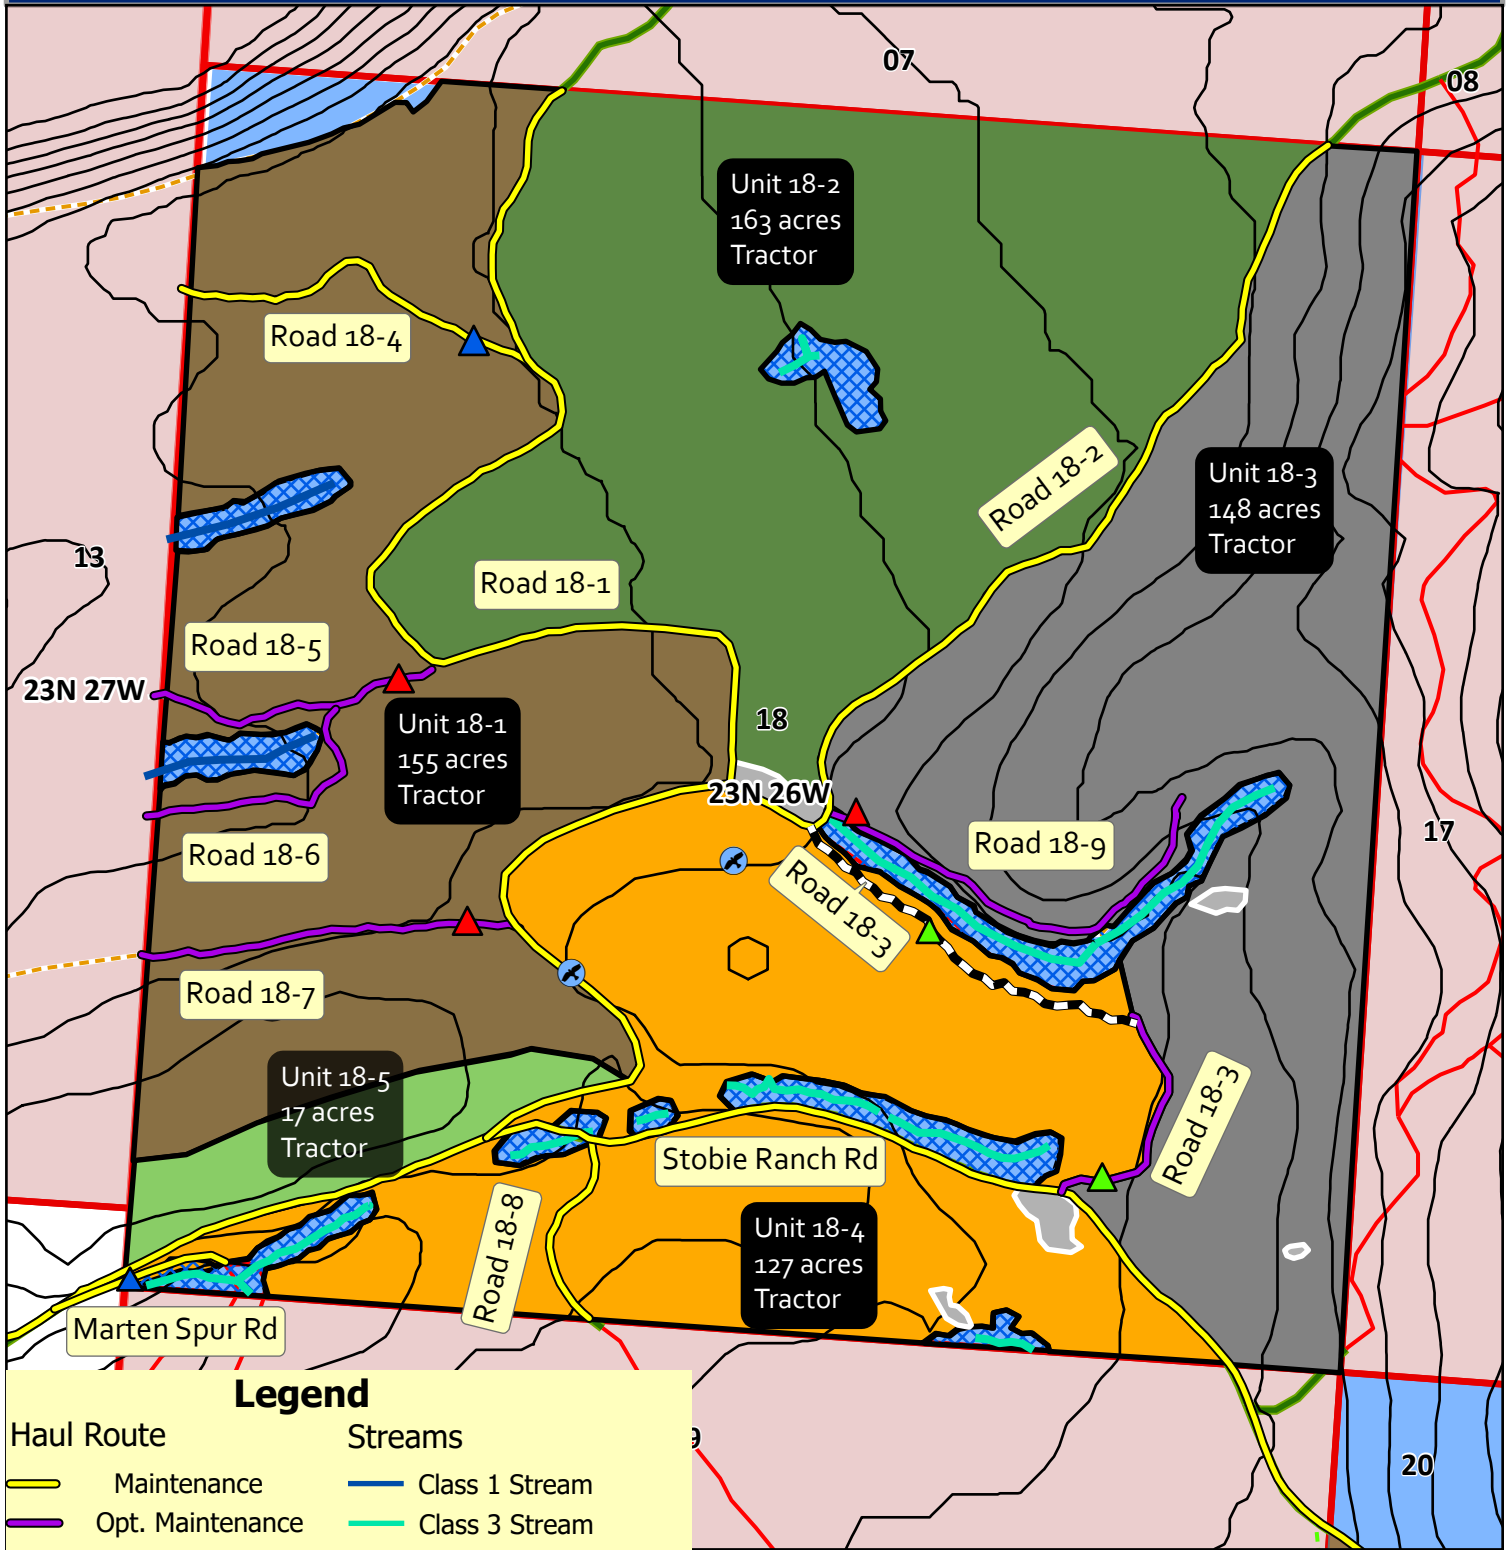 07
08
Unit 18-2
163 acres
Tractor
Road 18-4
Road 18-2
Unit 18-3
148 acres
Tractor
13
Road 18-1
Road 18-5
23N 27W
Unit 18-1
155 acres
Tractor
18
23N 26W
Road 18-6
Road 18-9
17
Road 18-3
Road 18-7
Unit 18-5
17 acres
Tractor
Road 18-3
Stobie Ranch Rd
Road 18-8
Unit 18-4
127 acres
Tractor
Marten Spur Rd
Legend
Haul Route
Streams
9
20
Maintenance
Class 1 Stream
Opt. Maintenance
Class 3 Stream